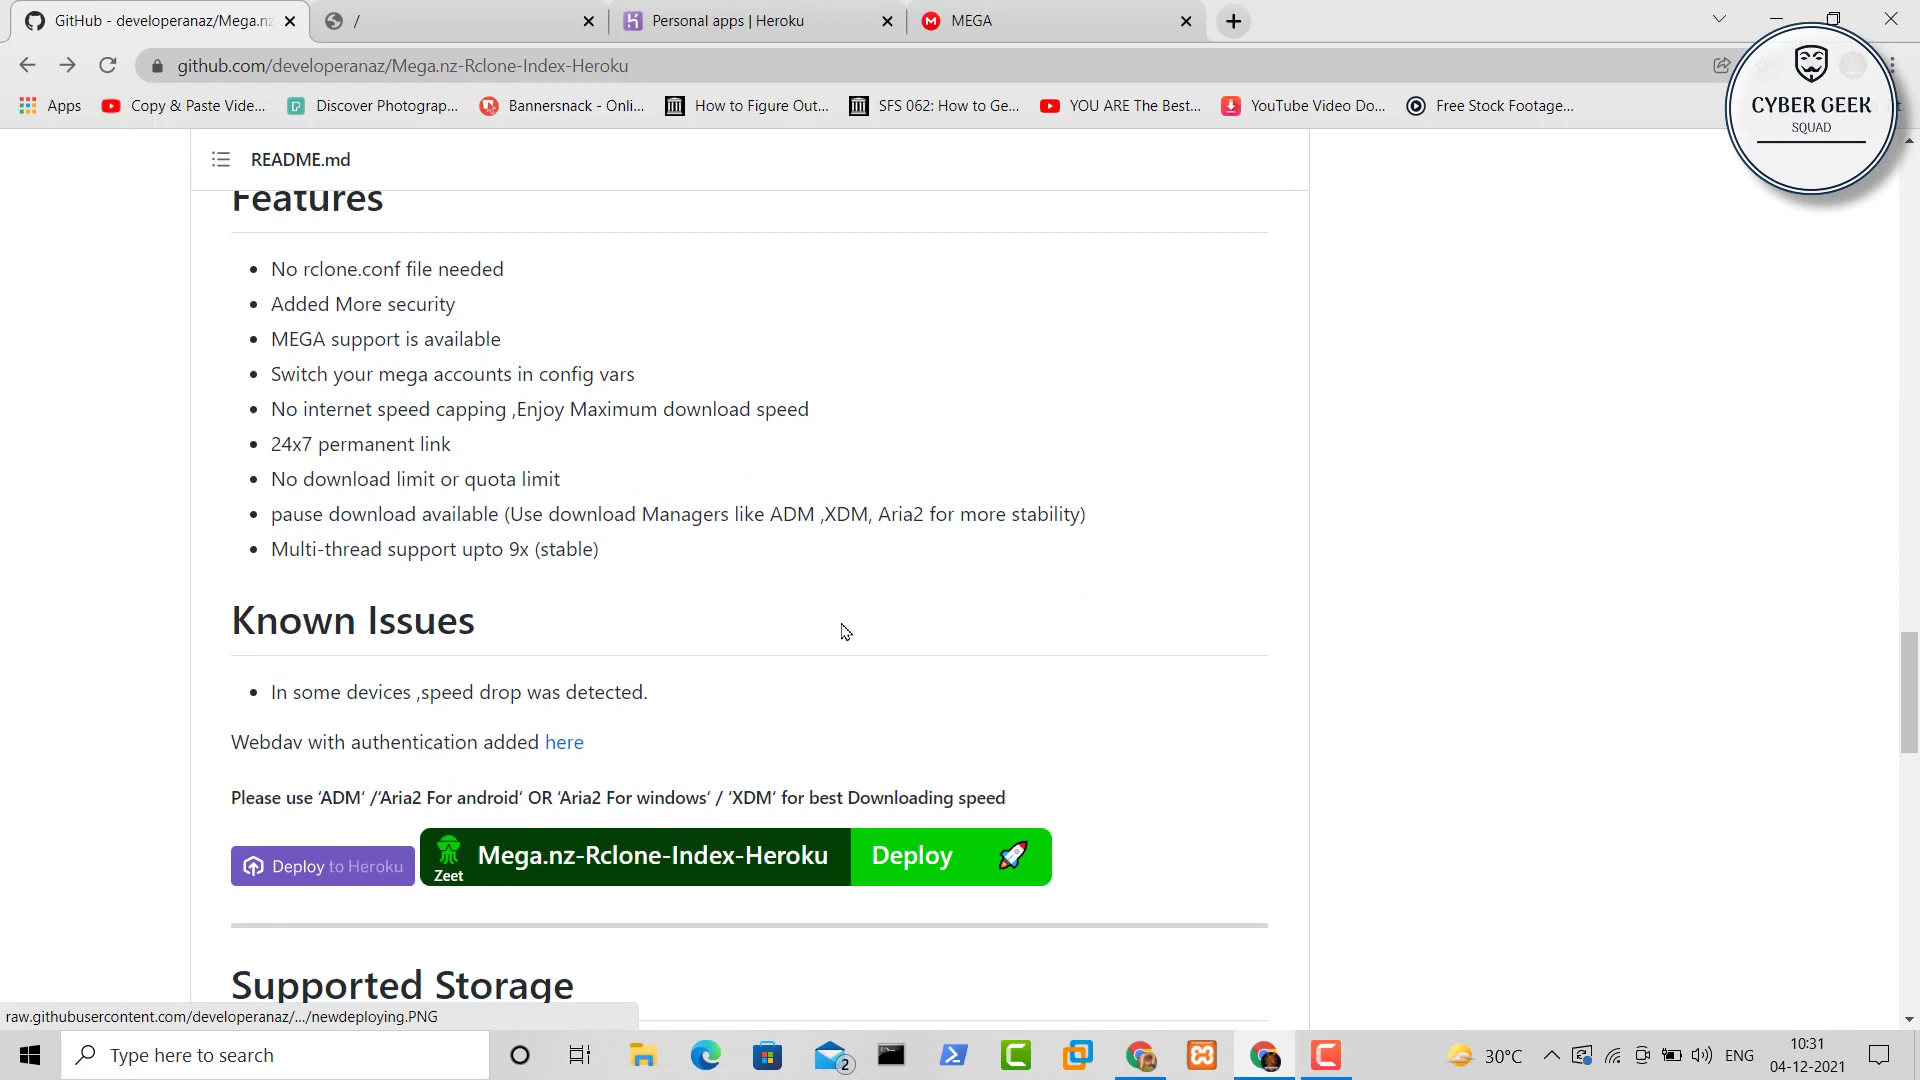 GitHub - developeranaz/Mega.nz
/
Personal apps | Heroku
MEGA
github.com/developeranaz/Mega.nz-Rclone-Index-Heroku
Apps
Copy & Paste Vide...
Discover Photograp...
Bannersnack - Onli...
How to Figure Out...
SFS 062: How to Ge...
YOU ARE The Best...
YouTube Video Do...
Free Stock Footage...
CYBER GEEK
SQUAD
README.md
Features
No rclone.conf file needed
Added More security
MEGA support is available
Switch your mega accounts in config vars
No internet speed capping ,Enjoy Maximum download speed
24x7 permanent link
No download limit or quota limit
pause download available (Use download Managers like ADM ,XDM, Aria2 for more stability)
Multi-thread support upto 9x (stable)
Known Issues
In some devices ,speed drop was detected.
Webdav with authentication added here
Please use ‘ADM‘ /‘Aria2 For android‘ OR ‘Aria2 For windows‘ / ‘XDM‘ for best Downloading speed
Deploy to Heroku
Zeet
Mega.nz-Rclone-Index-Heroku
Deploy
Supported Storage
raw.githubusercontent.com/developeranaz/.../newdeploying.PNG
Type here to search
2
30°C
ENG
10:31
04-12-2021